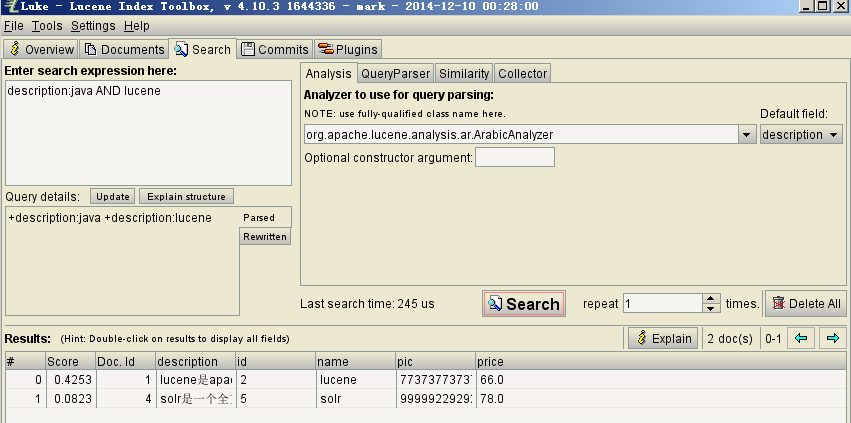 Luke - Lucene Index Toolbox, v 4.10.3 1644336 - mark - 2014-12-10 00:28:00
File Tools Settings Help
Overview Documents Search Commits Plugins
Enter search expression here:
description:java AND lucene
Analysis QueryParser Similarity Collector
Analyzer to use for query parsing:
NOTE: use fully-qualified class name here.
Default field:
org.apache.lucene.analysis.ar.ArabicAnalyzer
description
Optional constructor argument:
Query details: Update Explain structure
+description:java +description:lucene
Parsed
Rewritten
Last search time: 245 us
Search
repeat 1 times.
Delete All
Results: (Hint: Double-click on results to display all fields)
Explain
2 doc(s) 0-1
# Score Doc. Id description id name pic price
0 0.4253 1 lucene是apa 2 lucene 7737377373 66.0
1 0.0823 4 solr是一个全 5 solr 9999922929 78.0